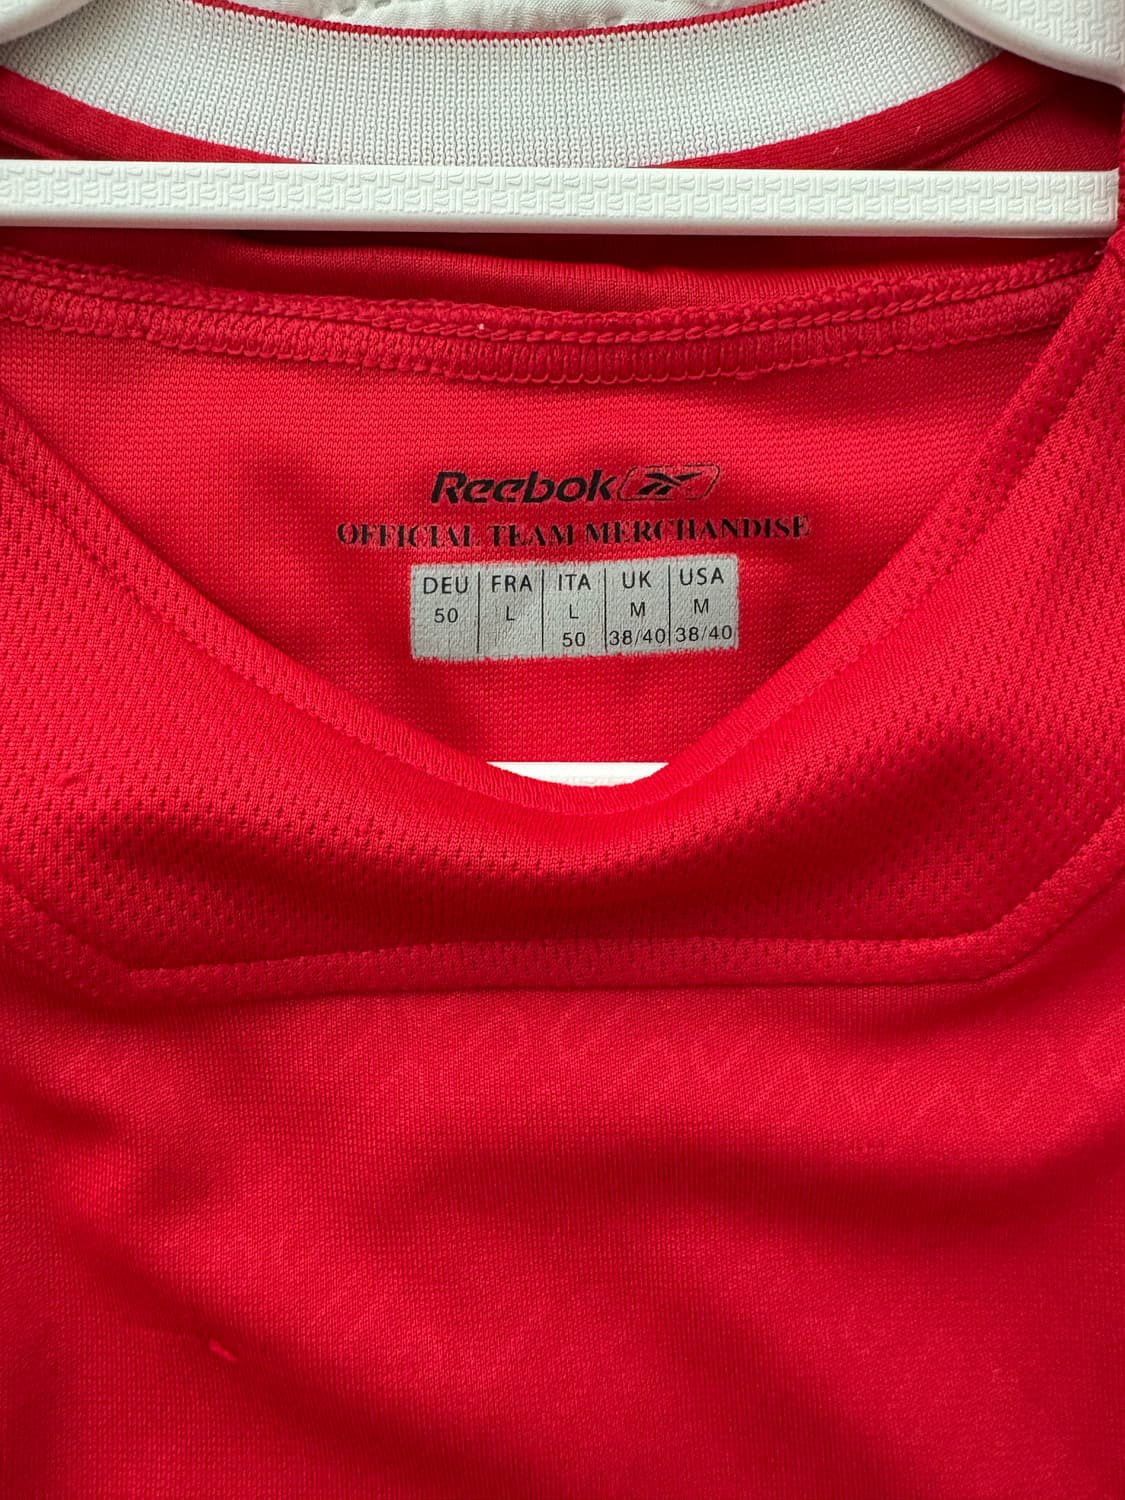 Reebok
OFFICIAL TEAM MERCHANDISE
DEU FRA ITA UK USA
50 L L M M
50 38/40 38/40